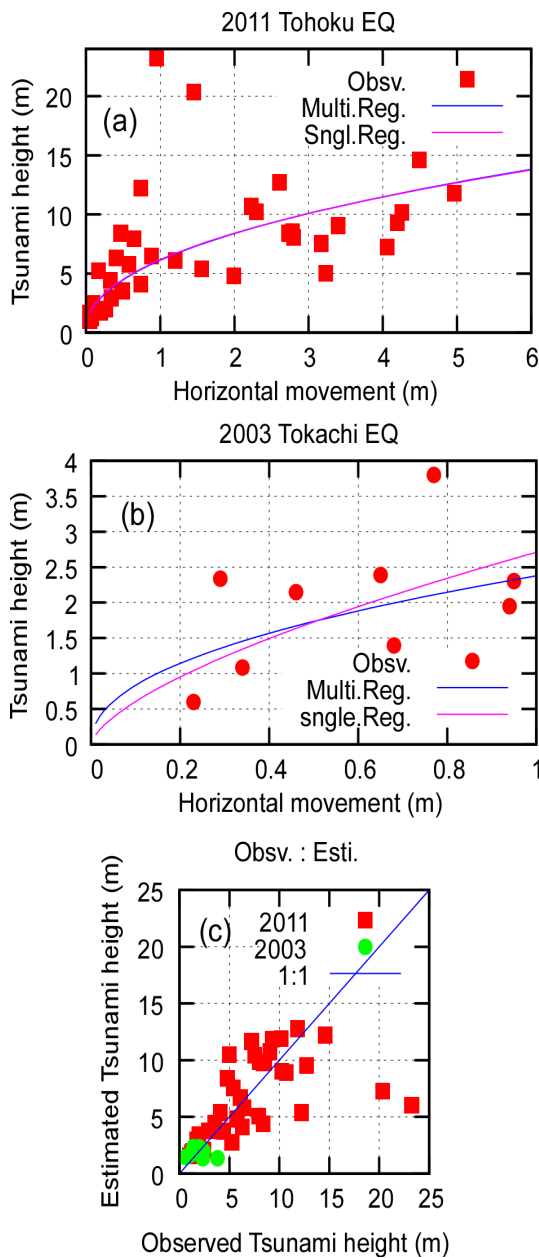 2011 Tohoku EQ
Tsunami height (m)
20
15
10
5
0
(a)
Obsv.
Multi.Reg.
Sngl.Reg.
0 1 2 3 4 5 6
Horizontal movement (m)
2003 Tokachi EQ
Tsunami height (m)
4
3.5
3
2.5
2
1.5
1
0.5
0
(b)
Obsv.
Multi.Reg.
sngle.Reg.
0 0.2 0.4 0.6 0.8 1
Horizontal movement (m)
Obsv. : Esti.
Estimated Tsunami height (m)
25
20
15
10
5
0
(c)
2011
2003
1:1
0 5 10 15 20 25
Observed Tsunami height (m)